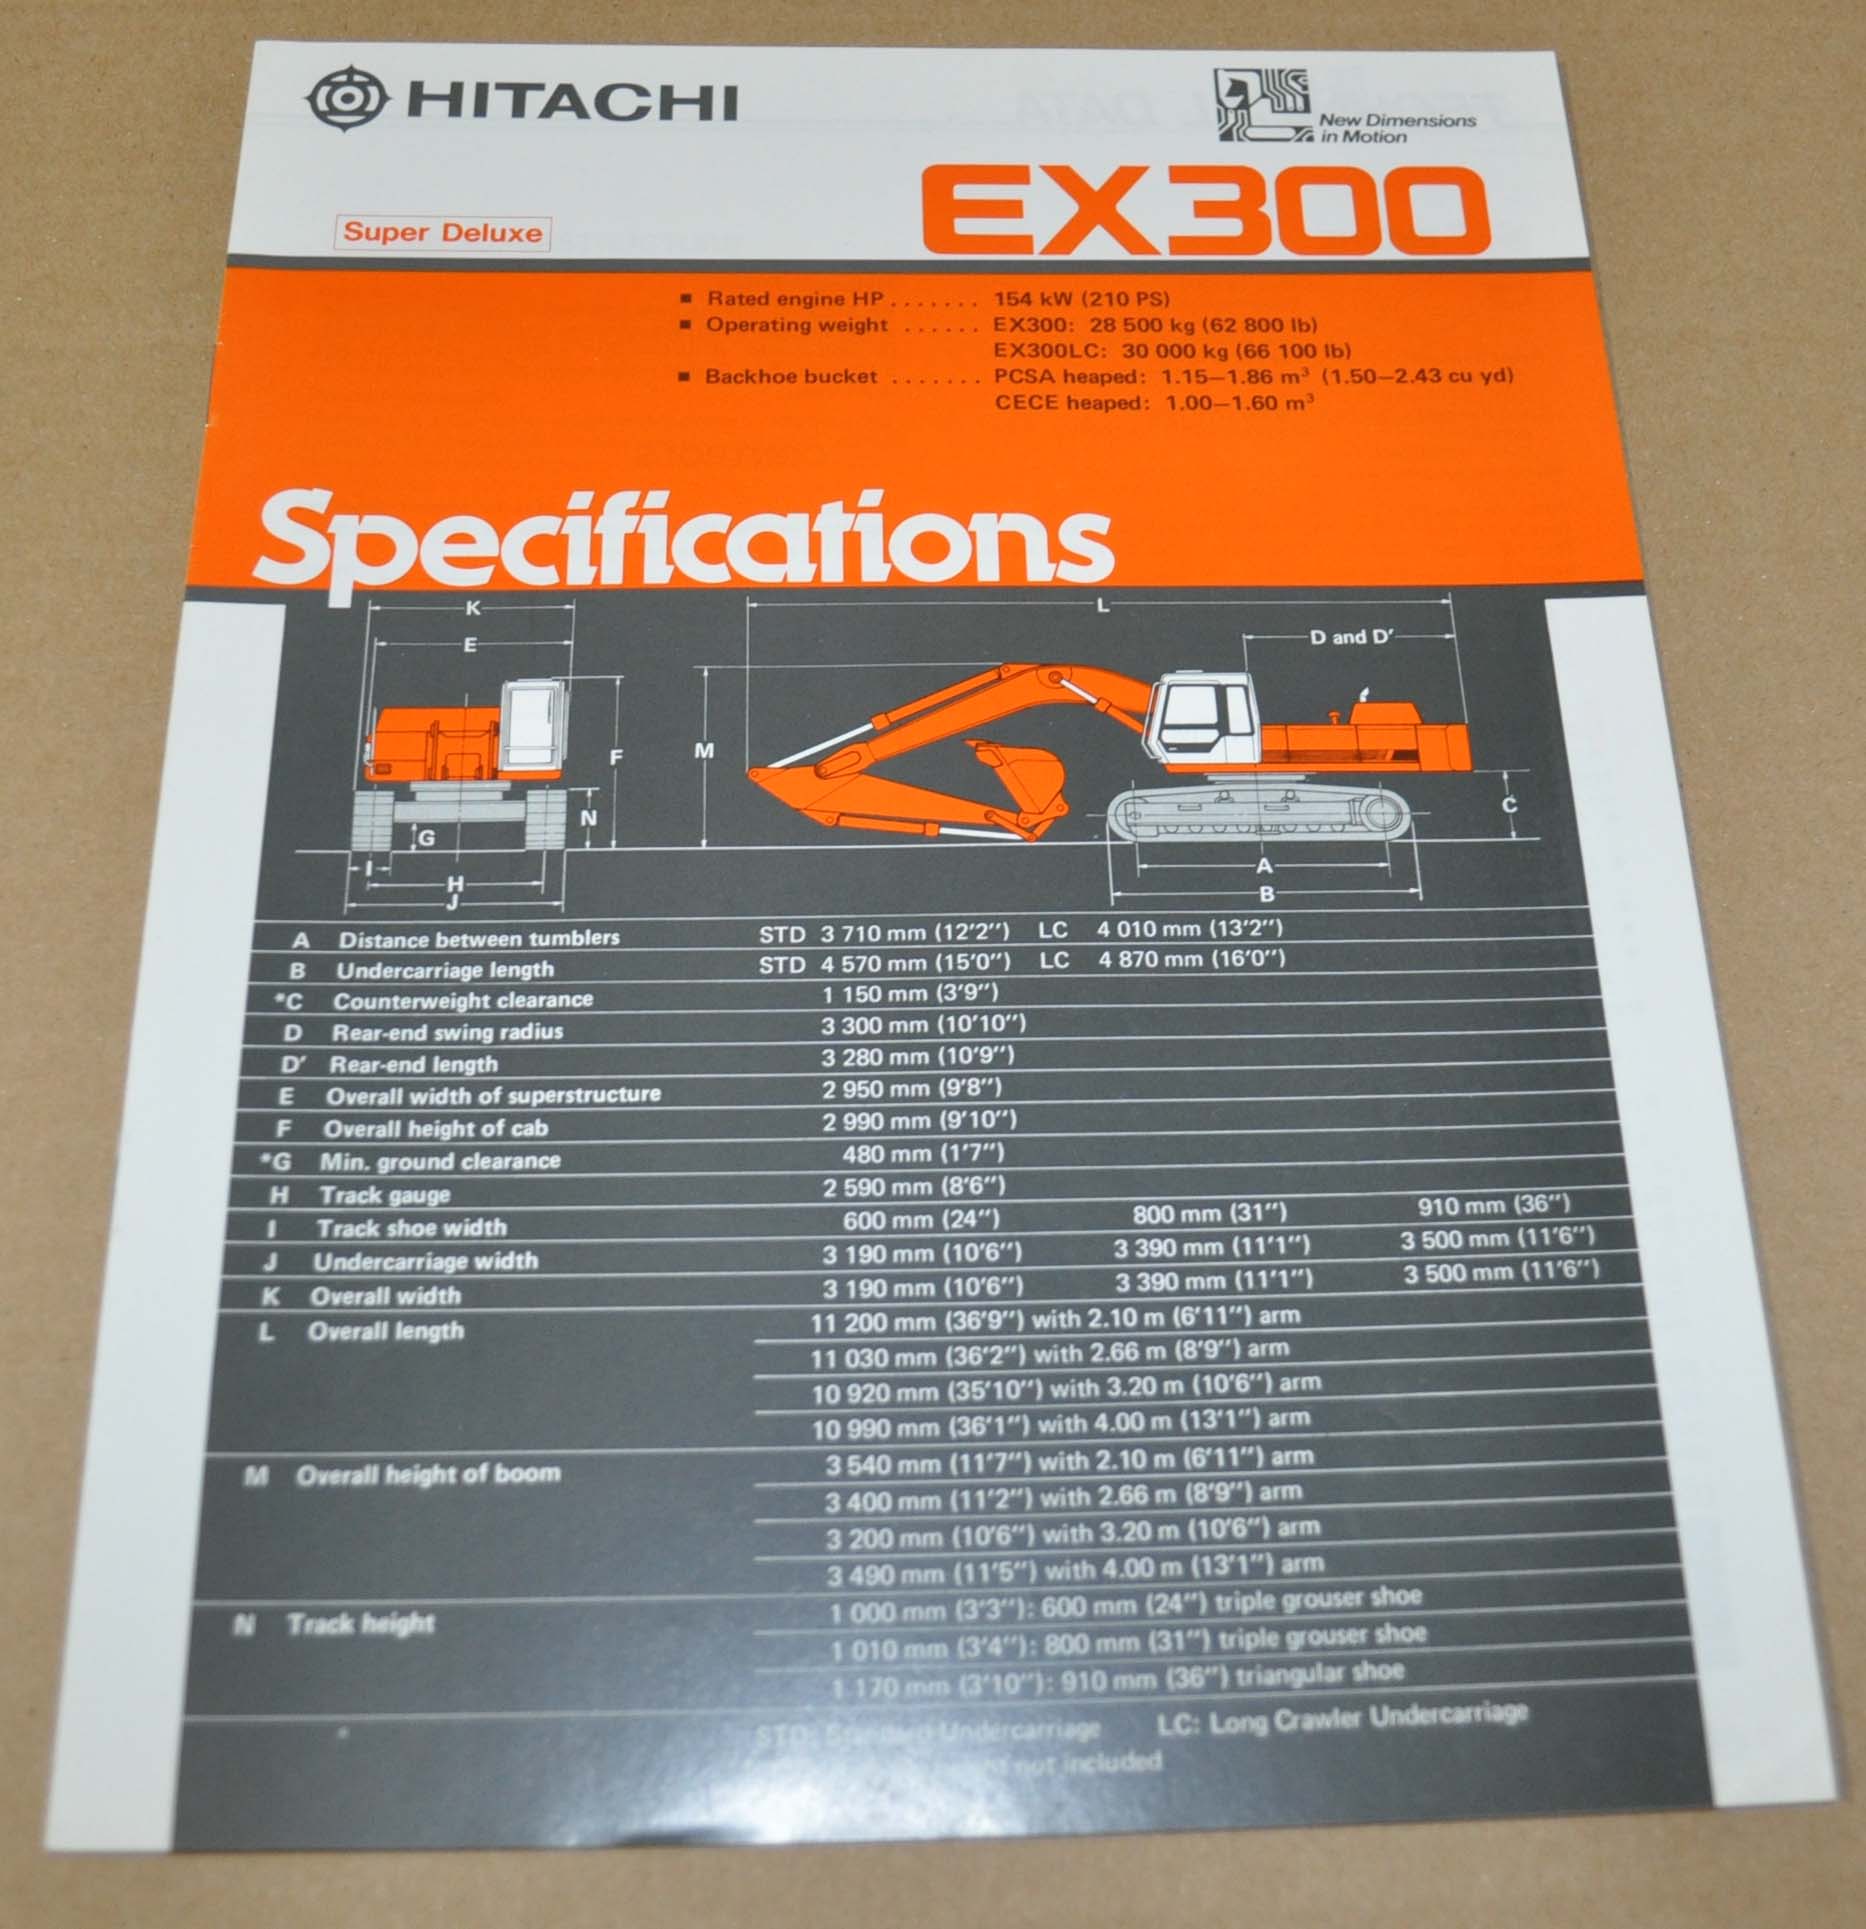 HITACHI
New Dimensions
in Motion
EX300
Super Deluxe
■ Rated engine HP ....... 154 kW (210 PS)
■ Operating weight ...... EX300: 28 500 kg (62 800 lb)
EX300LC: 30 000 kg (66 100 lb)
■ Backhoe bucket ....... PCSA heaped: 1.15–1.86 m³ (1.50–2.43 cu yd)
CECE heaped: 1.00–1.60 m³
Specifications
K
L
E
D and D′
F
M
N
G
C
I
A
H
B
J
A Distance between tumblers STD 3 710 mm (12′2″) LC 4 010 mm (13′2″)
B Undercarriage length STD 4 570 mm (15′0″) LC 4 870 mm (16′0″)
*C Counterweight clearance 1 150 mm (3′9″)
D Rear-end swing radius 3 300 mm (10′10″)
D′ Rear-end length 3 280 mm (10′9″)
E Overall width of superstructure 2 950 mm (9′8″)
F Overall height of cab 2 990 mm (9′10″)
*G Min. ground clearance 480 mm (1′7″)
H Track gauge 2 590 mm (8′6″)
I Track shoe width 600 mm (24″) 800 mm (31″) 910 mm (36″)
J Undercarriage width 3 190 mm (10′6″) 3 390 mm (11′1″) 3 500 mm (11′6″)
K Overall width 3 190 mm (10′6″) 3 390 mm (11′1″) 3 500 mm (11′6″)
L Overall length 11 200 mm (36′9″) with 2.10 m (6′11″) arm
11 030 mm (36′2″) with 2.66 m (8′9″) arm
10 920 mm (35′10″) with 3.20 m (10′6″) arm
10 990 mm (36′1″) with 4.00 m (13′1″) arm
M Overall height of boom 3 540 mm (11′7″) with 2.10 m (6′11″) arm
3 400 mm (11′2″) with 2.66 m (8′9″) arm
3 200 mm (10′6″) with 3.20 m (10′6″) arm
3 490 mm (11′5″) with 4.00 m (13′1″) arm
N Track height 1 000 mm (3′3″): 600 mm (24″) triple grouser shoe
1 010 mm (3′4″): 800 mm (31″) triple grouser shoe
1 170 mm (3′10″): 910 mm (36″) triangular shoe
STD: Standard Undercarriage LC: Long Crawler Undercarriage
* not included